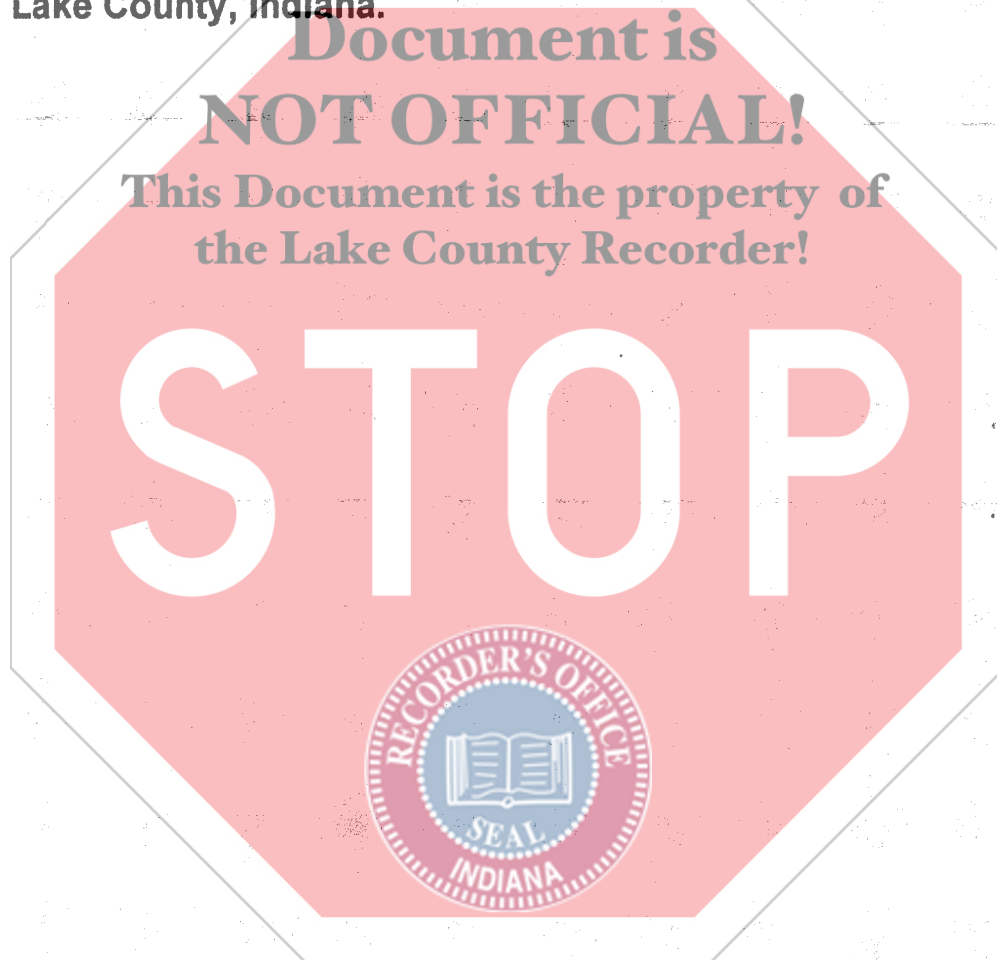 Lake County, Indiana.
Document is
NOT OFFICIAL!
This Document is the property of
the Lake County Recorder!
STOP
RECORDER'S OFFICE
SEAL
INDIANA